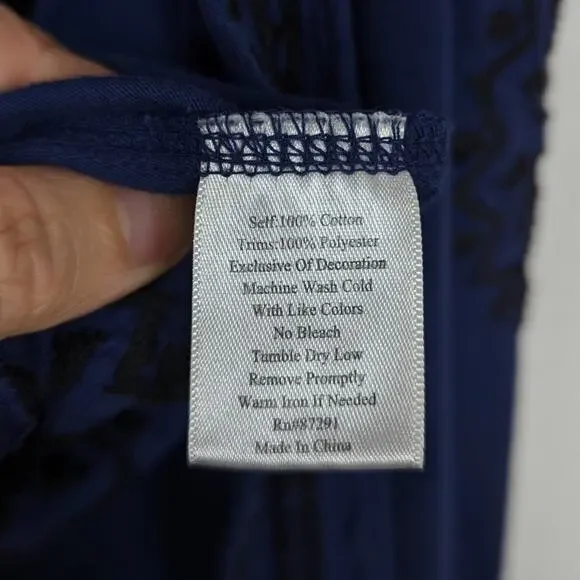 Self:100% Cotton
Trims:100% Polyester
Exclusive Of Decoration
Machine Wash Cold
With Like Colors
No Bleach
Tumble Dry Low
Remove Promptly
Warm Iron If Needed
Rn#87291
Made In China